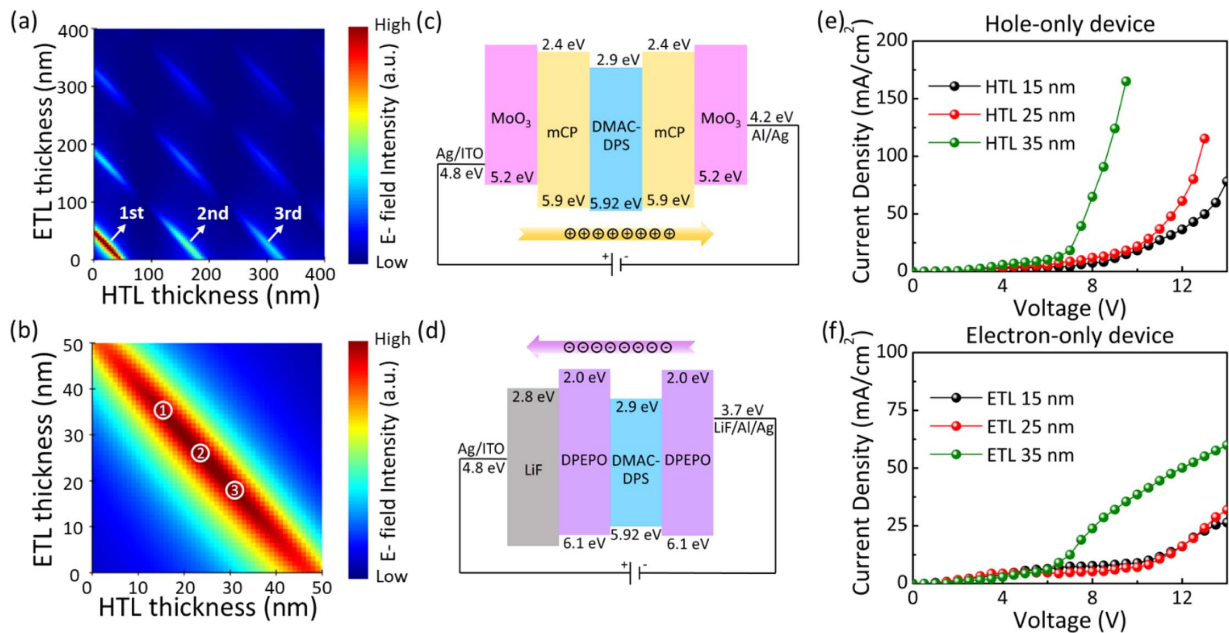 (a)
400
300
200
100
0
ETL thickness (nm)
1st
2nd
3rd
0 100 200 300 400
HTL thickness (nm)
High
E- field Intensity (a.u.)
Low
(b)
50
40
30
20
10
0
ETL thickness (nm)
1
2
3
0 10 20 30 40 50
HTL thickness (nm)
High
E- field Intensity (a.u.)
Low
(c)
2.4 eV
2.9 eV
2.4 eV
MoO3
mCP
DMAC-
DPS
mCP
MoO3
4.2 eV
Al/Ag
Ag/ITO
4.8 eV
5.2 eV
5.9 eV
5.92 eV
5.9 eV
5.2 eV
+ -
(d)
2.8 eV
2.0 eV
2.9 eV
2.0 eV
3.7 eV
LiF/Al/Ag
Ag/ITO
4.8 eV
LiF
DPEPO
DMAC-
DPS
DPEPO
6.1 eV
5.92 eV
6.1 eV
+ -
(e)
Hole-only device
200
150
100
50
0
Current Density (mA/cm²)
HTL 15 nm
HTL 25 nm
HTL 35 nm
0 4 8 12
Voltage (V)
(f)
Electron-only device
100
75
50
25
0
Current Density (mA/cm²)
ETL 15 nm
ETL 25 nm
ETL 35 nm
0 4 8 12
Voltage (V)